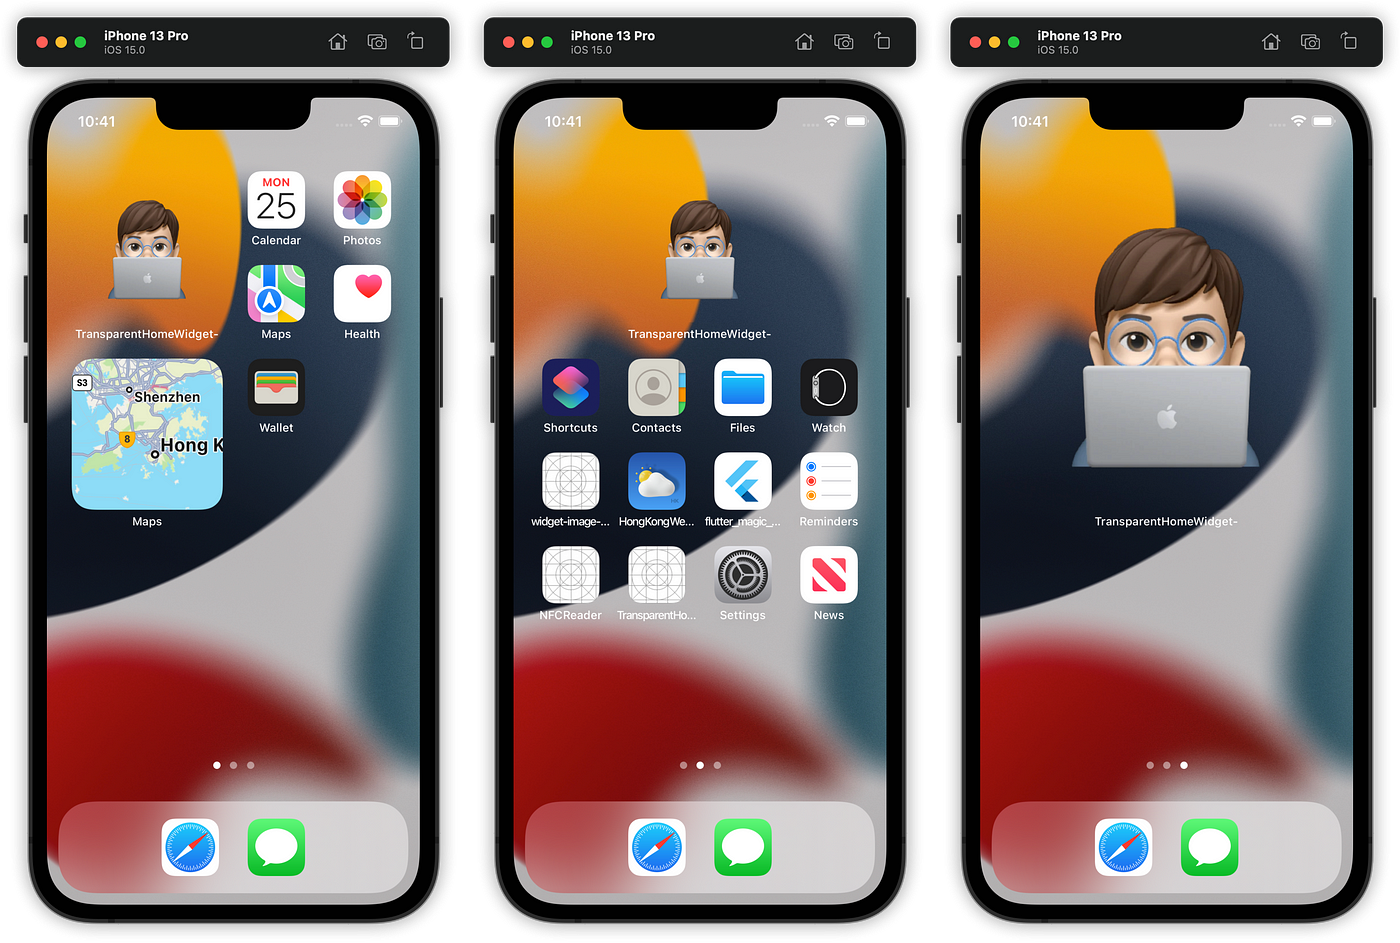 iPhone 13 Pro
iOS 15.0
10:41
MON
25
Calendar
Photos
Maps
Health
TransparentHomeWidget-
S3
Shenzhen
8
Hong K
Wallet
Maps
iPhone 13 Pro
iOS 15.0
10:41
TransparentHomeWidget-
Shortcuts
Contacts
Files
Watch
widget-image-...
HongKongWe...
flutter_magic_...
Reminders
NFCReader
TransparentHo...
Settings
News
iPhone 13 Pro
iOS 15.0
10:41
TransparentHomeWidget-